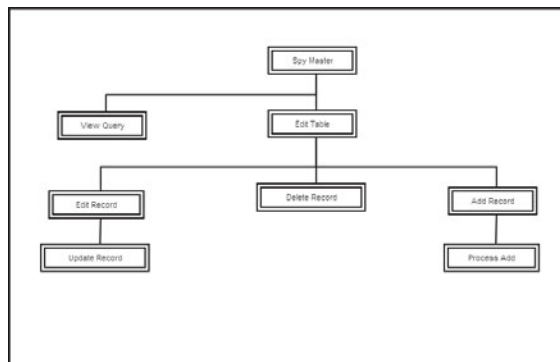 Spy Master
View Query
Edit Table
Edit Record
Delete Record
Add Record
Update Record
Process Add